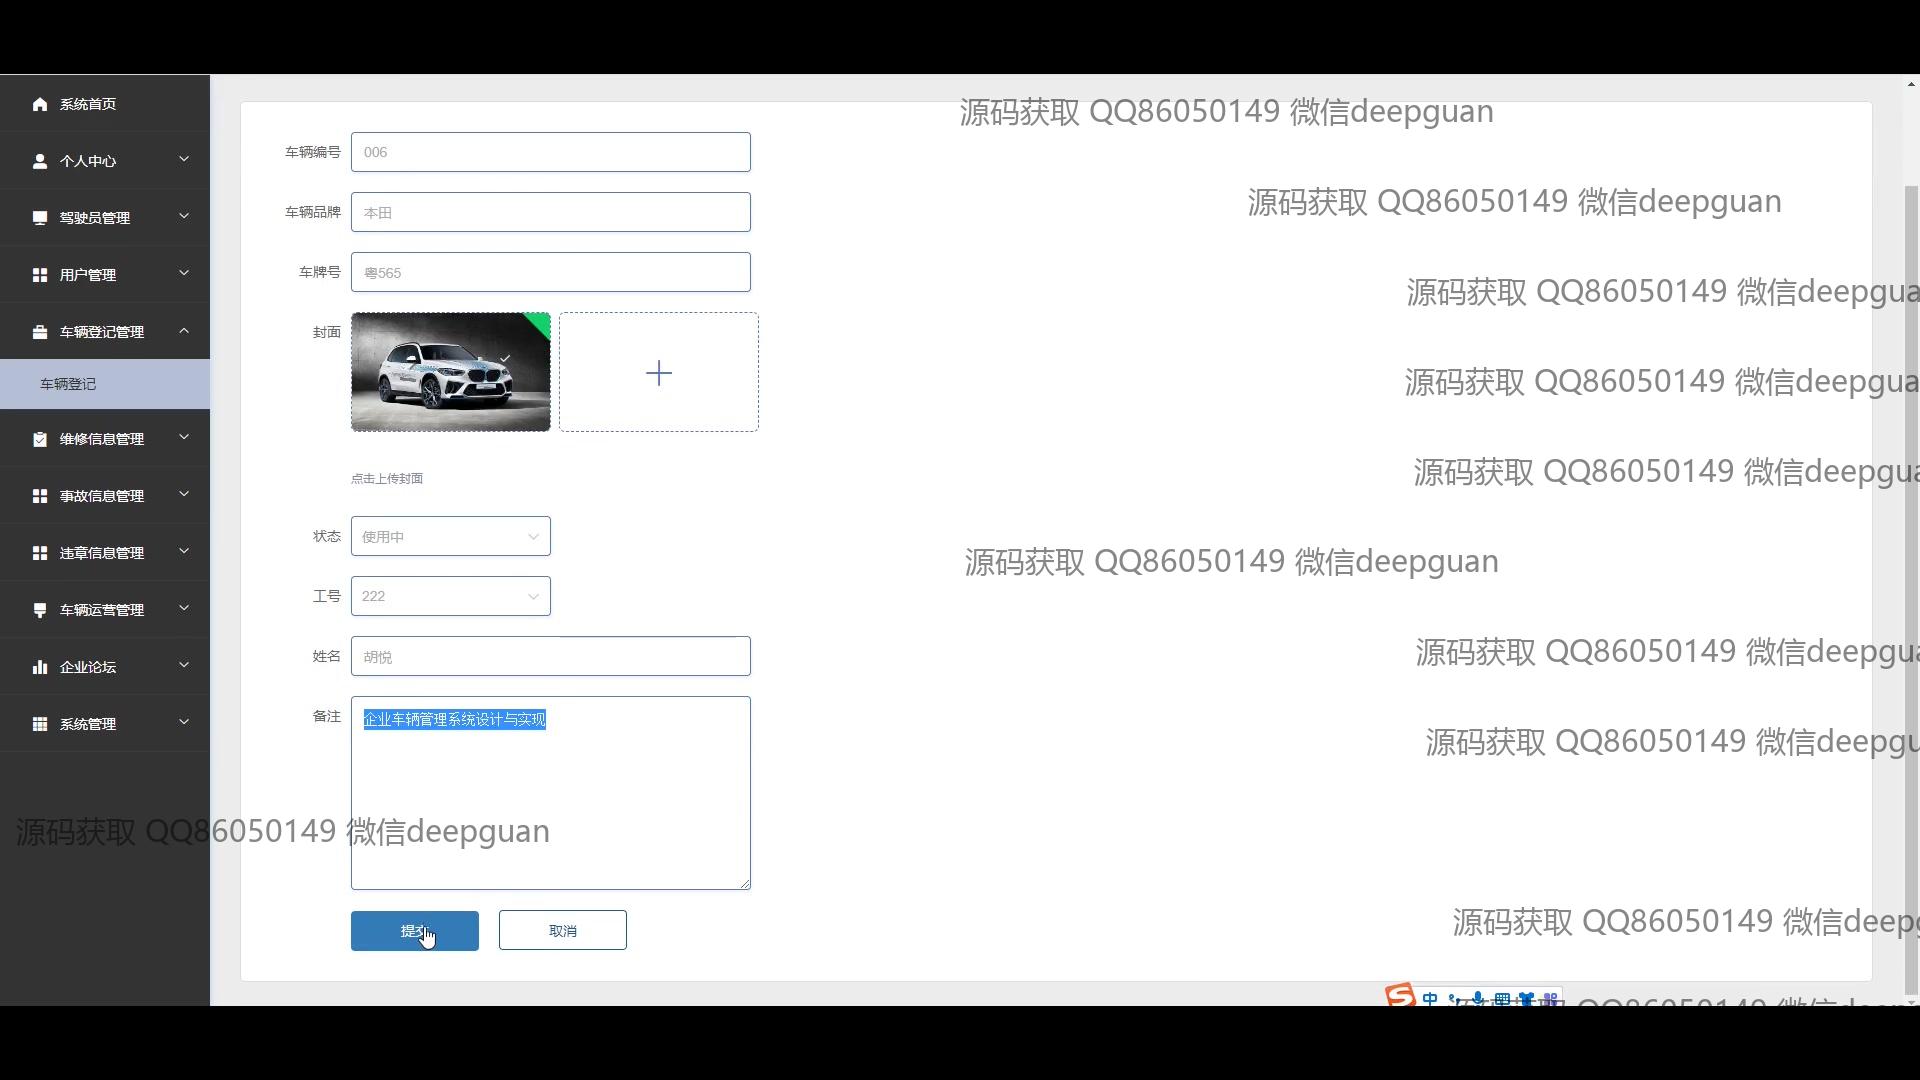 系统首页
个人中心
驾驶员管理
用户管理
车辆登记管理
车辆登记
维修信息管理
事故信息管理
违章信息管理
车辆运营管理
企业论坛
系统管理
车辆编号 006
车辆品牌 本田
车牌号 粤565
封面
点击上传封面
状态 使用中
工号 222
姓名 胡悦
备注 企业车辆管理系统设计与实现
提交 取消
源码获取 QQ86050149 微信deepguan
源码获取 QQ86050149 微信deepguan
源码获取 QQ86050149 微信deepgua
源码获取 QQ86050149 微信deepgua
源码获取 QQ86050149 微信deepgua
源码获取 QQ86050149 微信deepguan
源码获取 QQ86050149 微信deepgua
源码获取 QQ86050149 微信deepgu
源码获取 QQ86050149 微信deepguan
源码获取 QQ86050149 微信deepg
中